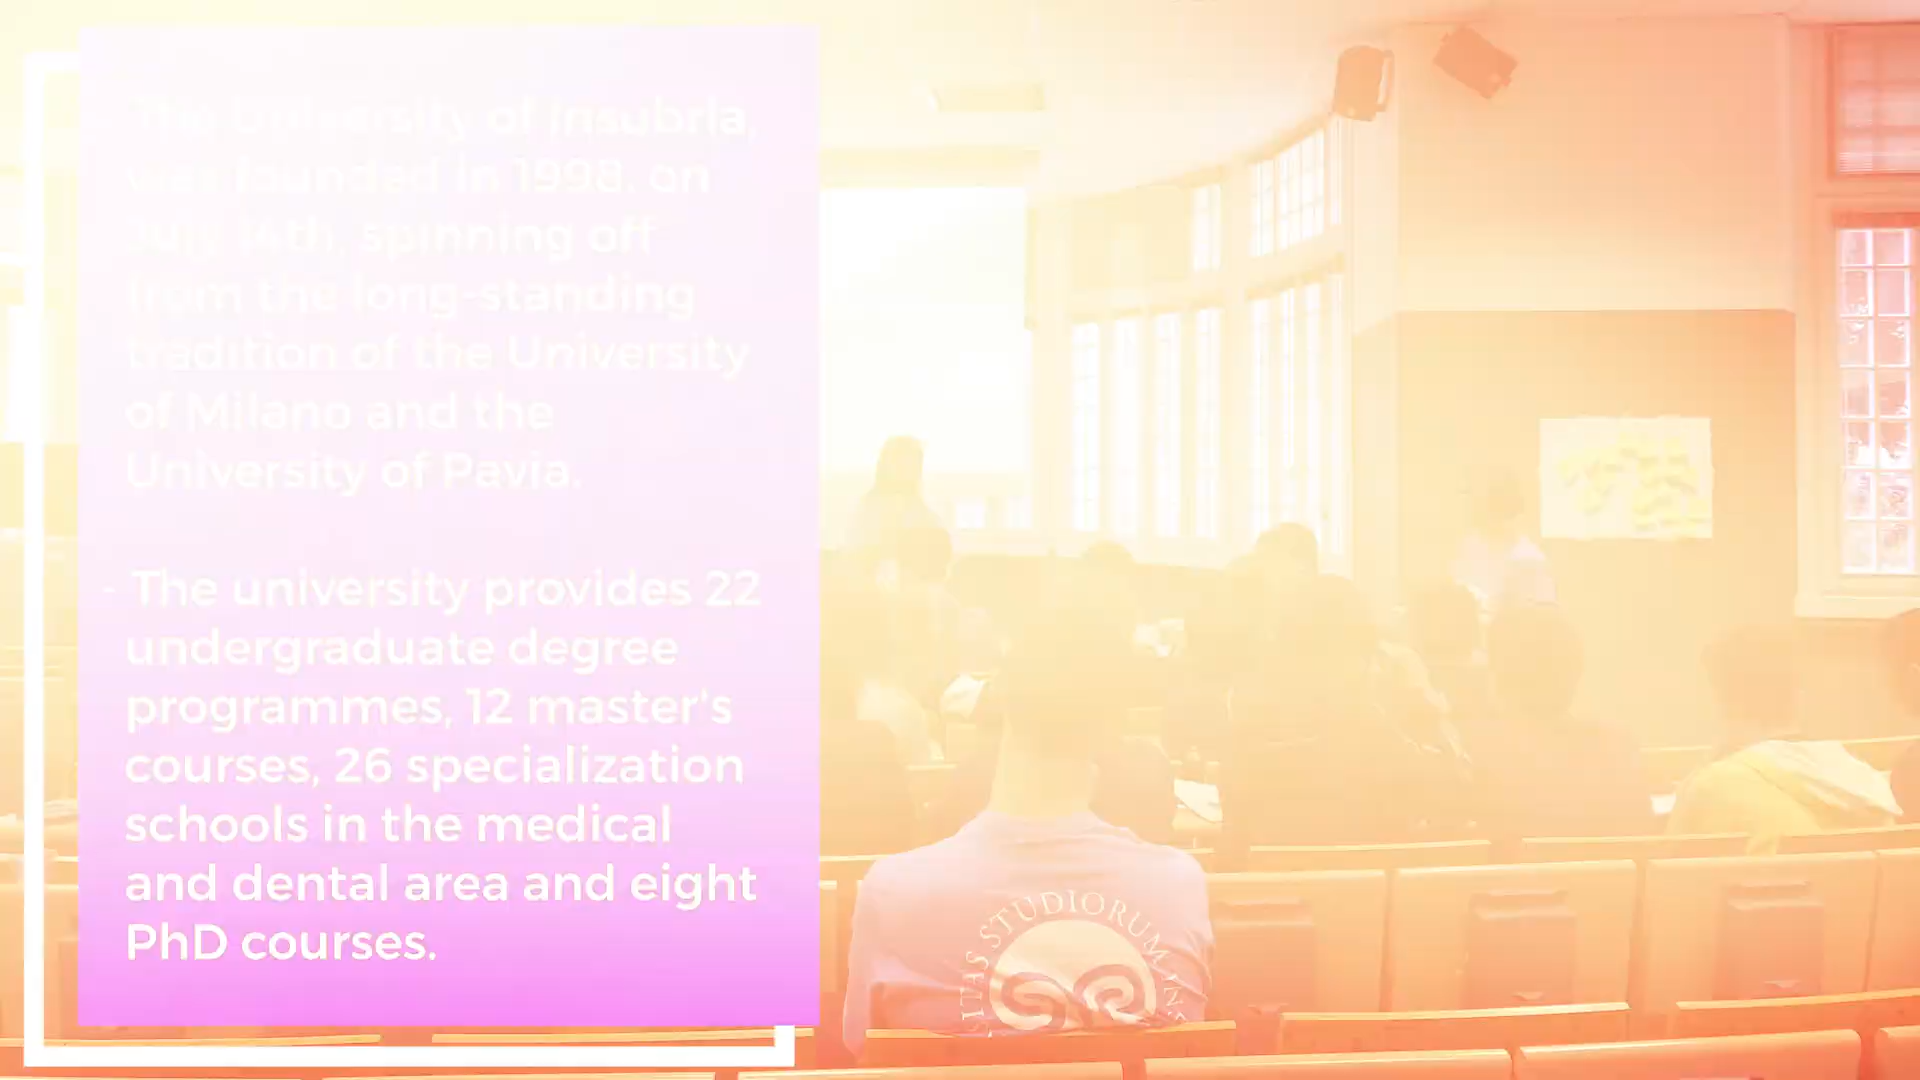 The University of Insubria,
was founded in 1998, on
July 14th, spinning off
from the long-standing
tradition of the University
of Milano and the
University of Pavia.
- The university provides 22
undergraduate degree
programmes, 12 master's
courses, 26 specialization
schools in the medical
and dental area and eight
PhD courses.
STUDIORUM